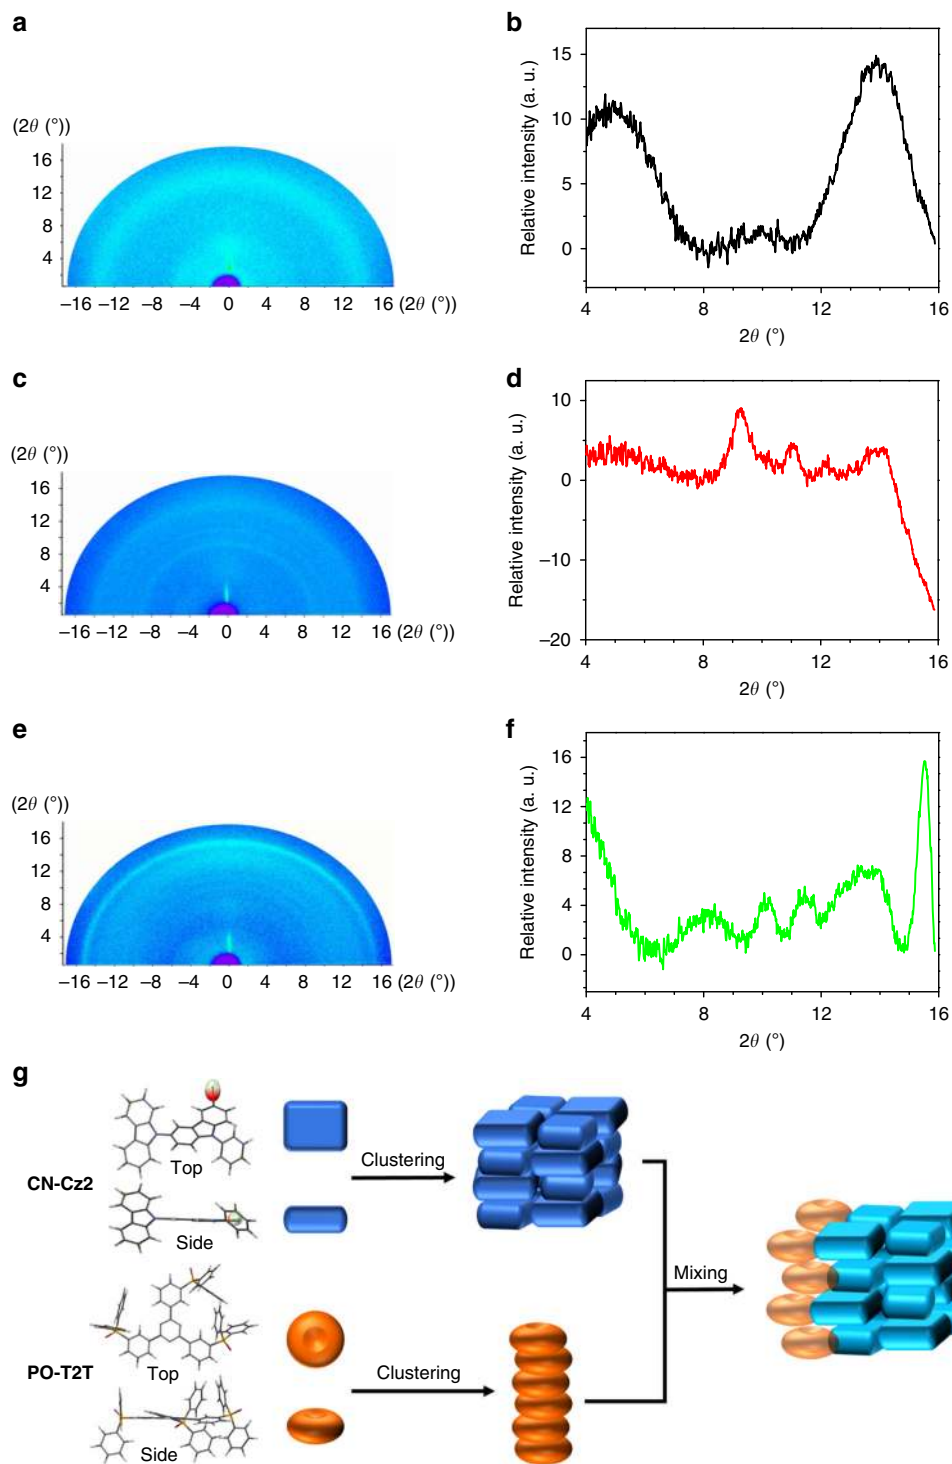 a
(2θ (°))
16
12
8
4
−16 −12 −8 −4 0 4 8 12 16 (2θ (°))
b
Relative intensity (a. u.)
15
10
5
0
4 8 12 16
2θ (°)
c
(2θ (°))
16
12
8
4
−16 −12 −8 −4 0 4 8 12 16 (2θ (°))
d
Relative intensity (a. u.)
10
0
−10
−20
4 8 12 16
2θ (°)
e
(2θ (°))
16
12
8
4
−16 −12 −8 −4 0 4 8 12 16 (2θ (°))
f
Relative intensity (a. u.)
16
12
8
4
0
4 8 12 16
2θ (°)
g
CN-Cz2
Top
Side
Clustering
PO-T2T
Top
Side
Clustering
Mixing